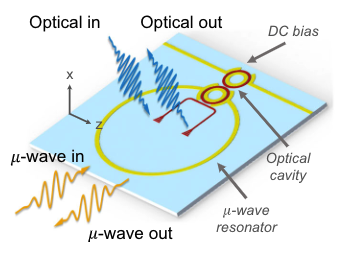 Optical in
Optical out
DC bias
x
z
μ-wave in
Optical
cavity
μ-wave
resonator
μ-wave out